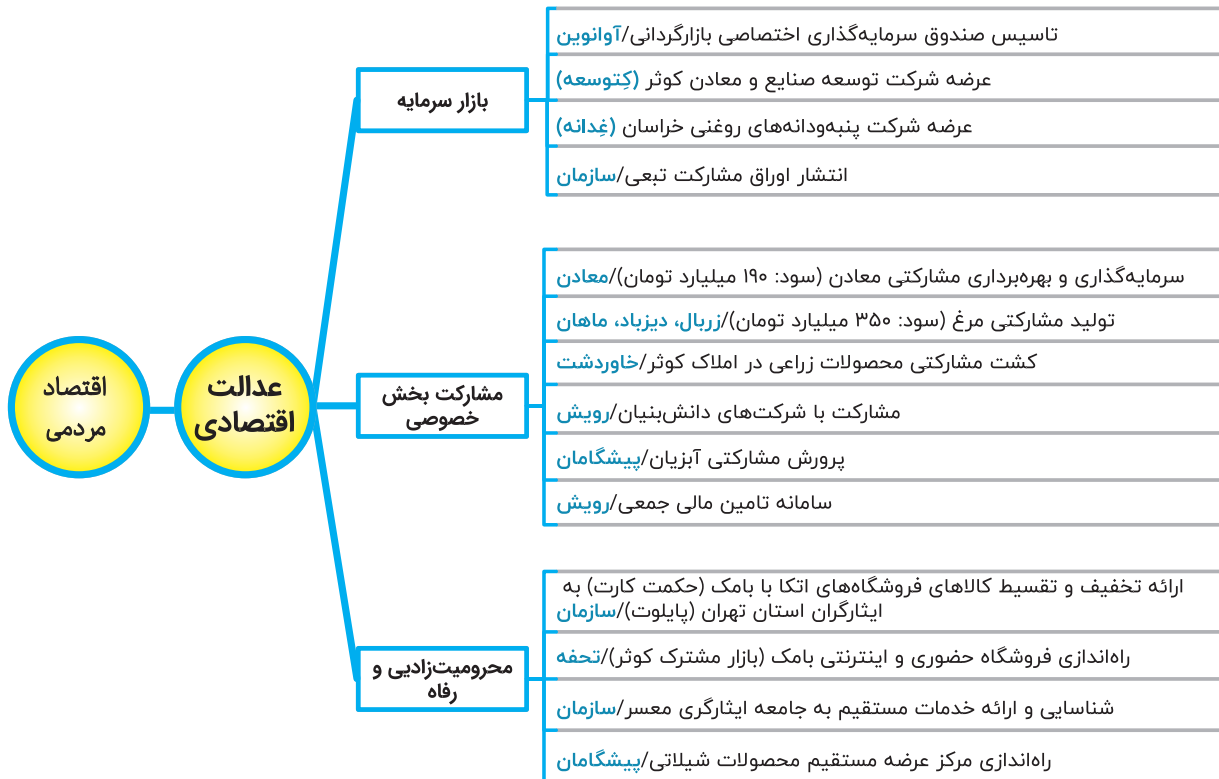 اقتصاد
مردمی
عدالت
اقتصادی
بازار سرمایه
تاسیس صندوق سرمایه‌گذاری اختصاصی بازارگردانی/آوانوین
عرضه شرکت توسعه صنایع و معادن کوثر (کِتوسعه)
عرضه شرکت پنبه‌ودانه‌های روغنی خراسان (غِدانه)
انتشار اوراق مشارکت تبعی/سازمان
مشارکت بخش
خصوصی
سرمایه‌گذاری و بهره‌برداری مشارکتی معادن (سود: ۱۹۰ میلیارد تومان)/معادن
تولید مشارکتی مرغ (سود: ۳۵۰ میلیارد تومان)/زربال، دیزباد، ماهان
کشت مشارکتی محصولات زراعی در املاک کوثر/خاوردشت
مشارکت با شرکت‌های دانش‌بنیان/رویش
پرورش مشارکتی آبزیان/پیشگامان
سامانه تامین مالی جمعی/رویش
محرومیت‌زادیی و
رفاه
ارائه تخفیف و تقسیط کالاهای فروشگاه‌های اتکا با بامک (حکمت کارت) به
ایثارگران استان تهران (پایلوت)/سازمان
راه‌اندازی فروشگاه حضوری و اینترنتی بامک (بازار مشترک کوثر)/تحفه
شناسایی و ارائه خدمات مستقیم به جامعه ایثارگری معسر/سازمان
راه‌اندازی مرکز عرضه مستقیم محصولات شیلاتی/پیشگامان